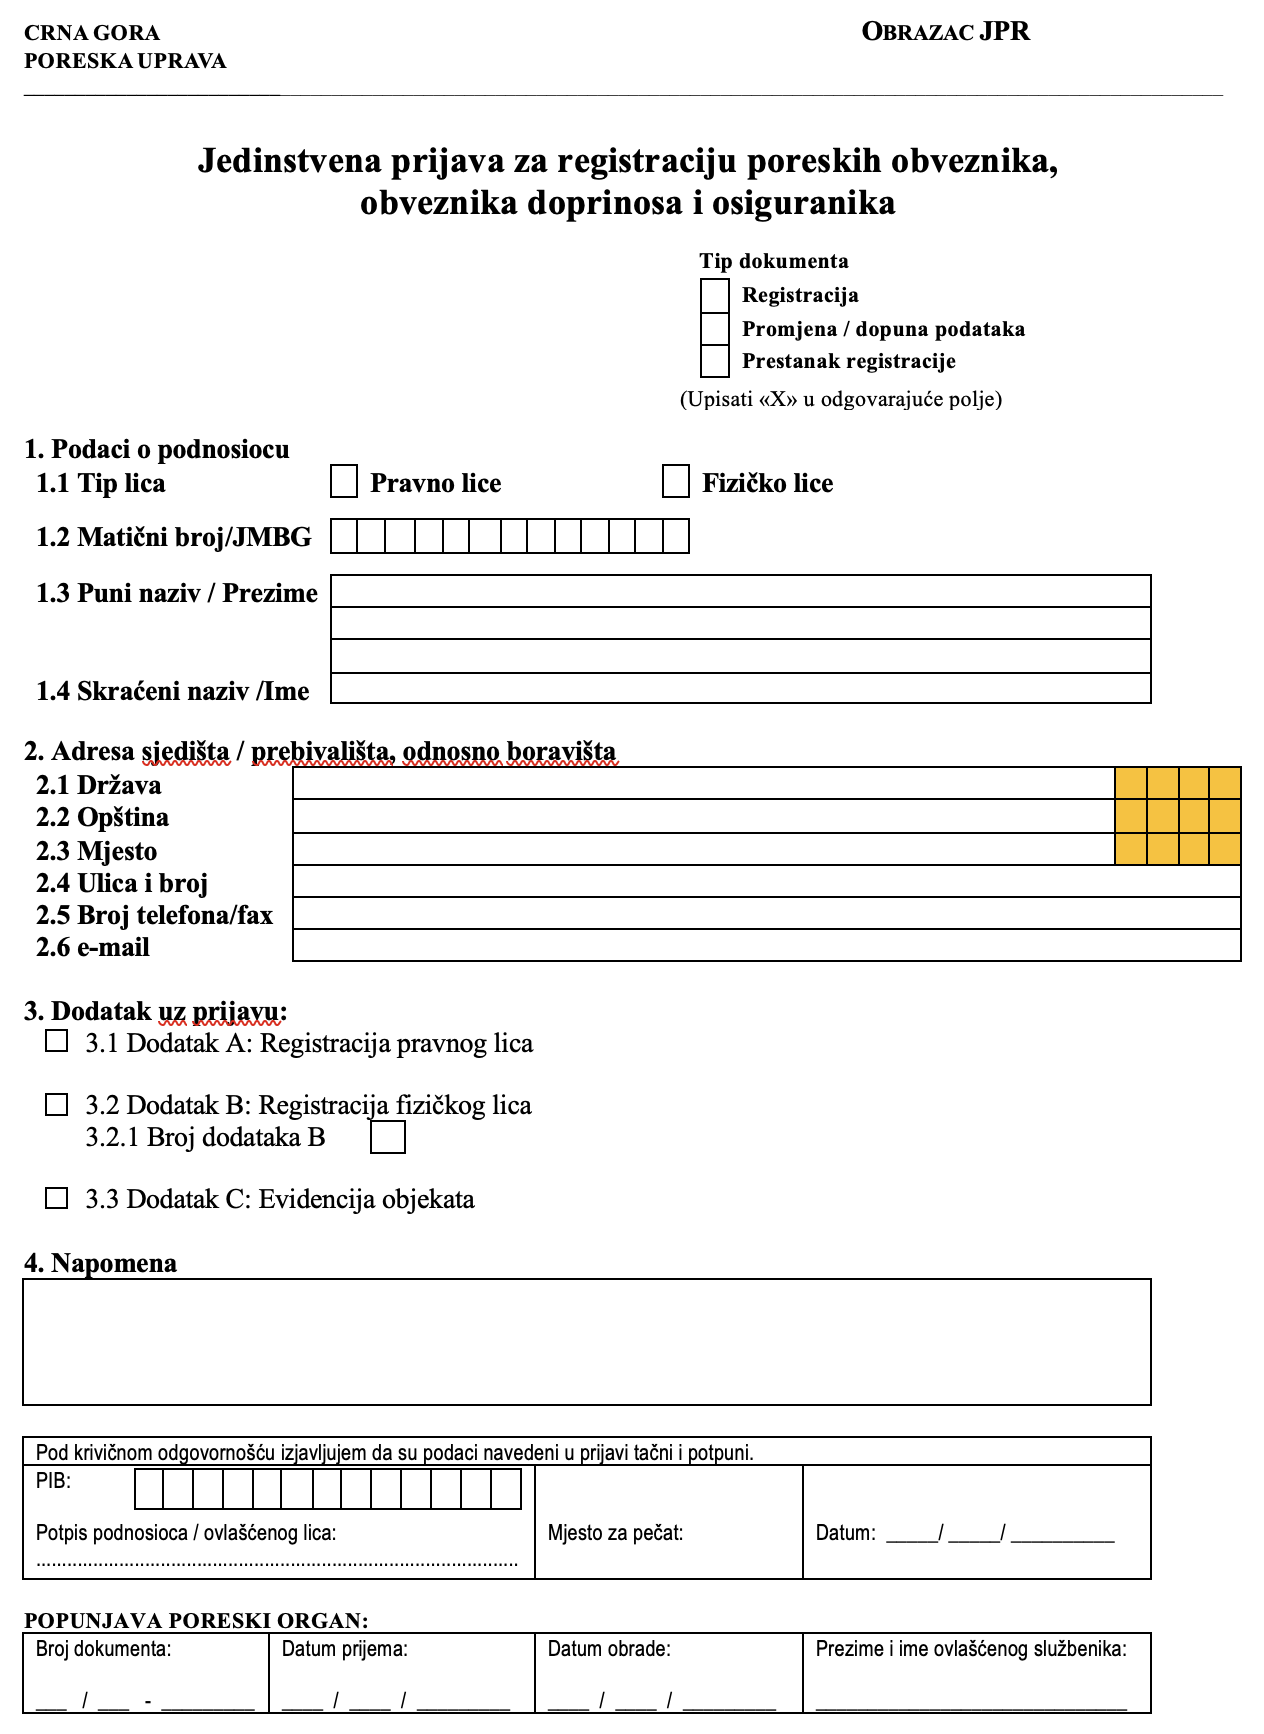 CRNA GORA OBRAZAC JPR
PORESKA UPRAVA
Jedinstvena prijava za registraciju poreskih obveznika,
obveznika doprinosa i osiguranika
Tip dokumenta
Registracija
Promjena / dopuna podataka
Prestanak registracije
(Upisati «X» u odgovarajuće polje)
1. Podaci o podnosiocu
1.1 Tip lica Pravno lice Fizičko lice
1.2 Matični broj/JMBG
1.3 Puni naziv / Prezime
1.4 Skraćeni naziv /Ime
2. Adresa sjedišta / prebivališta, odnosno boravišta
2.1 Država
2.2 Opština
2.3 Mjesto
2.4 Ulica i broj
2.5 Broj telefona/fax
2.6 e-mail
3. Dodatak uz prijavu:
3.1 Dodatak A: Registracija pravnog lica
3.2 Dodatak B: Registracija fizičkog lica
3.2.1 Broj dodataka B
3.3 Dodatak C: Evidencija objekata
4. Napomena
Pod krivičnom odgovornošću izjavljujem da su podaci navedeni u prijavi tačni i potpuni.
PIB:
Potpis podnosioca / ovlašćenog lica: Mjesto za pečat: Datum: _____/ _____/ __________
..............................................................................................
POPUNJAVA PORESKI ORGAN:
Broj dokumenta: Datum prijema: Datum obrade: Prezime i ime ovlašćenog službenika:
___ / ___ - _________ ____ / ____ / _________ ____ / ____ / _________ ______________________________